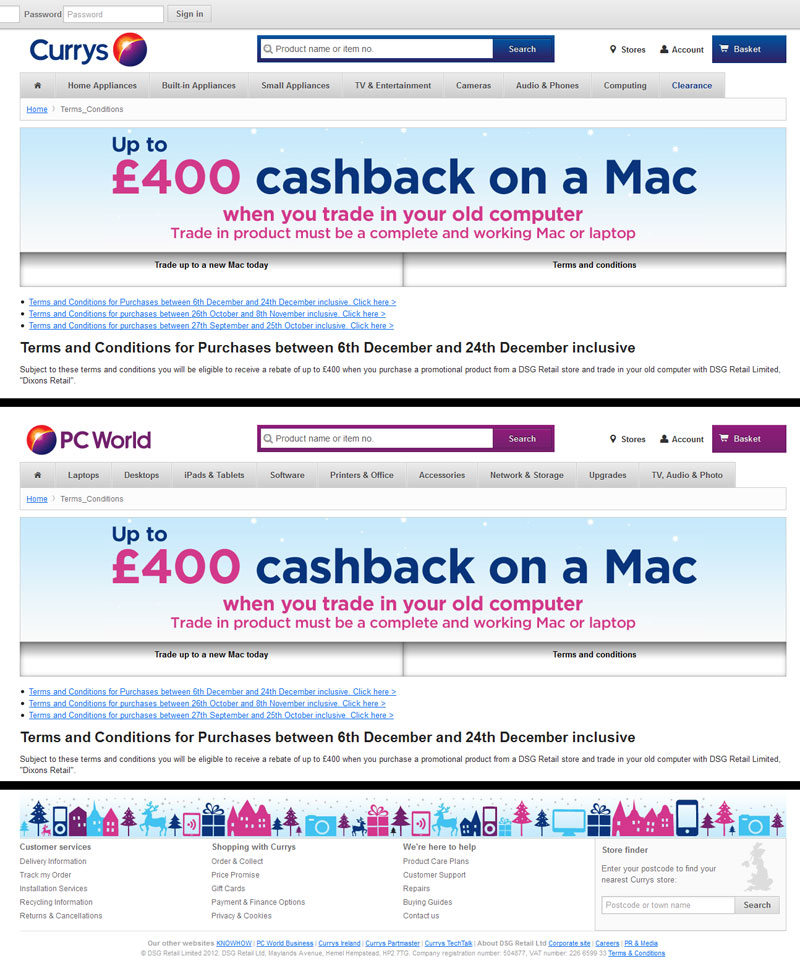 Password Password Sign in
Currys Product name or item no. Search Stores Account Basket
Home Appliances Built-in Appliances Small Appliances TV & Entertainment Cameras Audio & Phones Computing Clearance
Home Terms_Conditions
Up to
£400 cashback on a Mac
when you trade in your old computer
Trade in product must be a complete and working Mac or laptop
Trade up to a new Mac today Terms and conditions
• Terms and Conditions for Purchases between 6th December and 24th December inclusive. Click here >
• Terms and Conditions for purchases between 26th October and 8th November inclusive. Click here >
• Terms and Conditions for purchases between 27th September and 25th October inclusive. Click here >
Terms and Conditions for Purchases between 6th December and 24th December inclusive
Subject to these terms and conditions you will be eligible to receive a rebate of up to £400 when you purchase a promotional product from a DSG Retail store and trade in your old computer with DSG Retail Limited,
"Dixons Retail".
PC World Product name or item no. Search Stores Account Basket
Laptops Desktops iPads & Tablets Software Printers & Office Accessories Network & Storage Upgrades TV, Audio & Photo
Home Terms_Conditions
Up to
£400 cashback on a Mac
when you trade in your old computer
Trade in product must be a complete and working Mac or laptop
Trade up to a new Mac today Terms and conditions
• Terms and Conditions for Purchases between 6th December and 24th December inclusive. Click here >
• Terms and Conditions for purchases between 26th October and 8th November inclusive. Click here >
• Terms and Conditions for purchases between 27th September and 25th October inclusive. Click here >
Terms and Conditions for Purchases between 6th December and 24th December inclusive
Subject to these terms and conditions you will be eligible to receive a rebate of up to £400 when you purchase a promotional product from a DSG Retail store and trade in your old computer with DSG Retail Limited,
"Dixons Retail".
Customer services
Delivery Information
Track my Order
Installation Services
Recycling Information
Returns & Cancellations
Shopping with Currys
Order & Collect
Price Promise
Gift Cards
Payment & Finance Options
Privacy & Cookies
We're here to help
Product Care Plans
Customer Support
Repairs
Buying Guides
Contact us
Store finder
Enter your postcode to find your
nearest Currys store:
Postcode or town name Search
Our other websites KNOWHOW | PC World Business | Currys Ireland | Currys Partmaster | Currys TechTalk | About DSG Retail Ltd Corporate site | Careers | PR & Media
© DSG Retail Limited 2012. DSG Retail Ltd, Maylands Avenue, Hemel Hempstead, HP2 7TG. Company registration number: 504877, VAT number: 226 6599 33 Terms & Conditions